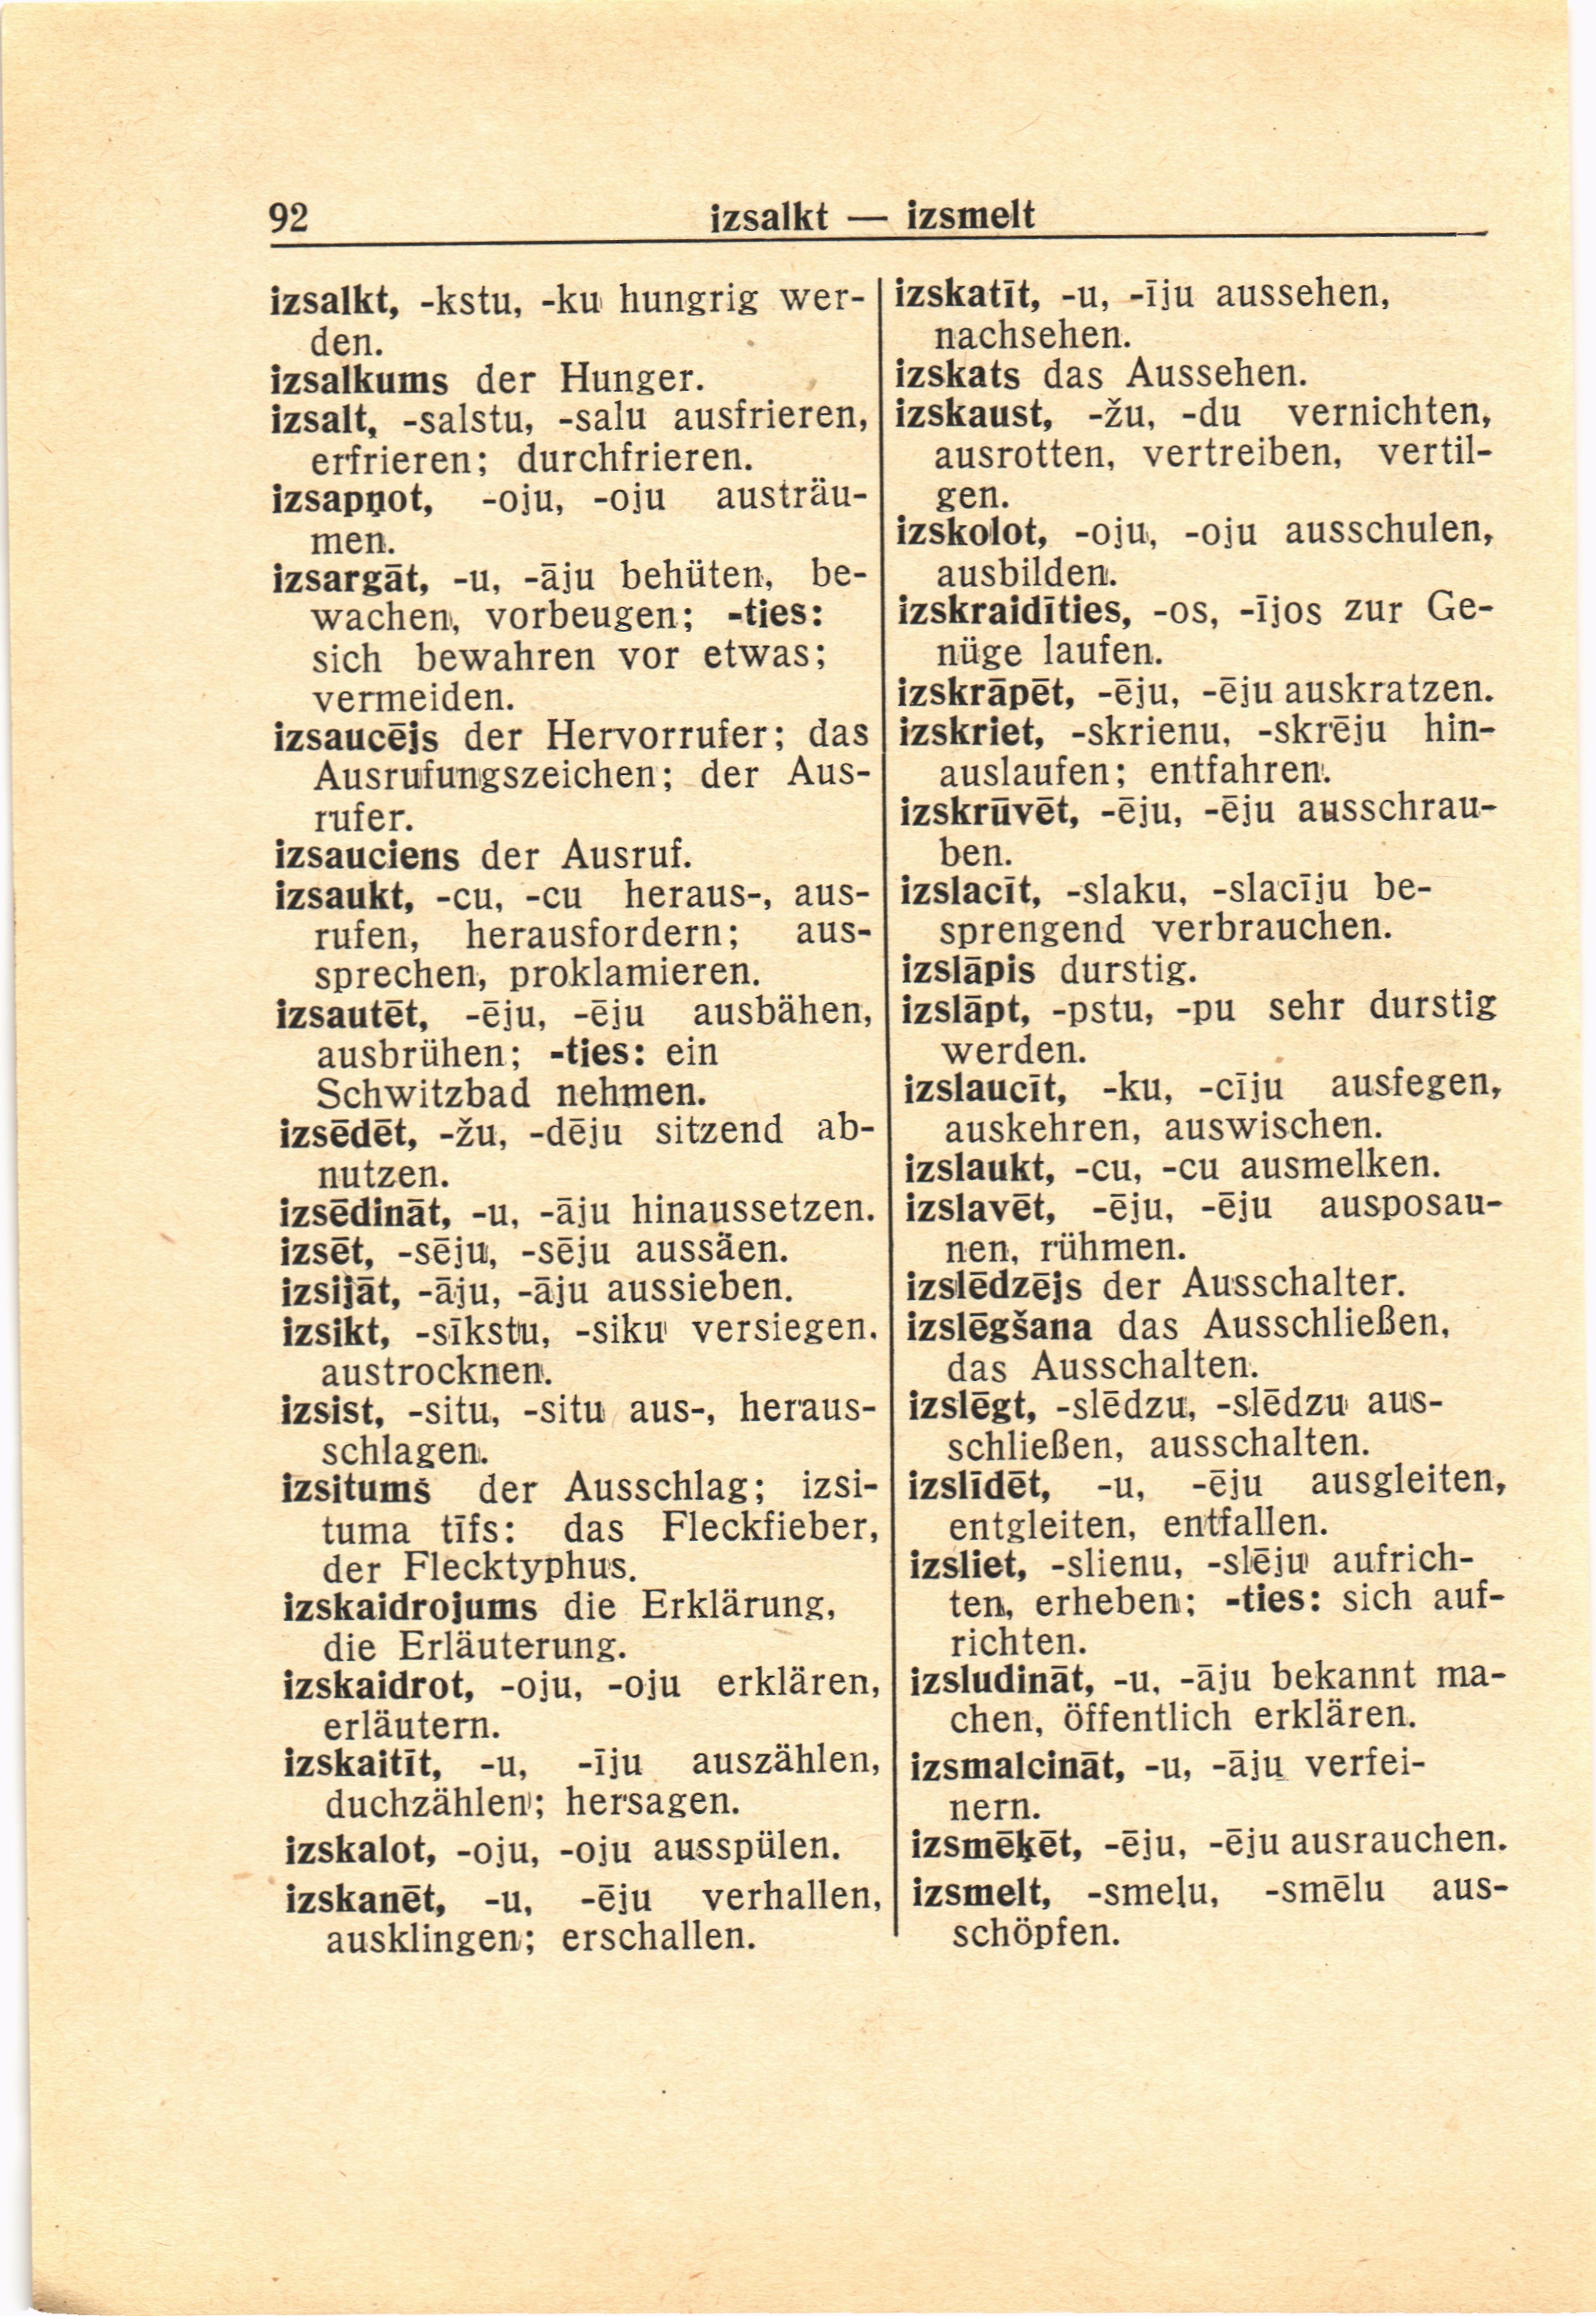 92
izsalkt — izsmelt
izsalkt, -kstu, -ku hungrig wer-
den.
izsalkums der Hunger.
izsalt, -salstu, -salu ausfrieren,
erfrieren; durchfrieren.
izsapņot, -oju, -oju austräu-
men.
izsargāt, -u, -āju behüten, be-
wachen, vorbeugen; -ties:
sich bewahren vor etwas;
vermeiden.
izsaucējs der Hervorrufer; das
Ausrufungszeichen; der Aus-
rufer.
izsauciens der Ausruf.
izsaukt, -cu, -cu heraus-, aus-
rufen, herausfordern; aus-
sprechen, proklamieren.
izsautēt, -ēju, -ēju ausbähen,
ausbrühen; -ties: ein
Schwitzbad nehmen.
izsēdēt, -žu, -dēju sitzend ab-
nutzen.
izsēdināt, -u, -āju hinaussetzen.
izsēt, -sēju, -sēju aussäen.
izsijāt, -āju, -āju aussieben.
izsikt, -sīkstu, -siku versiegen.
austrocknen.
izsist, -situ, -situ aus-, heraus-
schlagen.
izsitums der Ausschlag; izsi-
tuma tīfs: das Fleckfieber,
der Flecktyphus.
izskaidrojums die Erklärung,
die Erläuterung.
izskaidrot, -oju, -oju erklären,
erläutern.
izskaitīt, -u, -īju auszählen,
duchzählen; hersagen.
izskalot, -oju, -oju ausspülen.
izskanēt, -u, -ēju verhallen,
ausklingen; erschallen.
izskatīt, -u, -īju aussehen,
nachsehen.
izskats das Aussehen.
izskaust, -žu, -du vernichten,
ausrotten, vertreiben, vertil-
gen.
izskolot, -oju, -oju ausschulen,
ausbilden.
izskraidīties, -os, -ījos zur Ge-
nüge laufen.
izskrāpēt, -ēju, -ēju auskratzen.
izskriet, -skrienu, -skrēju hin-
auslaufen; entfahren.
izskrūvēt, -ēju, -ēju ausschrau-
ben.
izslacīt, -slaku, -slacīju be-
sprengend verbrauchen.
izslāpis durstig.
izslāpt, -pstu, -pu sehr durstig
werden.
izslaucīt, -ku, -cīju ausfegen,
auskehren, auswischen.
izslaukt, -cu, -cu ausmelken.
izslavēt, -ēju, -ēju ausposau-
nen, rühmen.
izslēdzējs der Ausschalter.
izslēgšana das Ausschließen,
das Ausschalten.
izslēgt, -slēdzu, -slēdzu aus-
schließen, ausschalten.
izslīdēt, -u, -ēju ausgleiten,
entgleiten, entfallen.
izsliet, -slienu, -slēju aufrich-
ten, erheben; -ties: sich auf-
richten.
izsludināt, -u, -āju bekannt ma-
chen, öffentlich erklären.
izsmalcināt, -u, -āju verfei-
nern.
izsmēķēt, -ēju, -ēju ausrauchen.
izsmelt, -smeļu, -smēlu aus-
schöpfen.